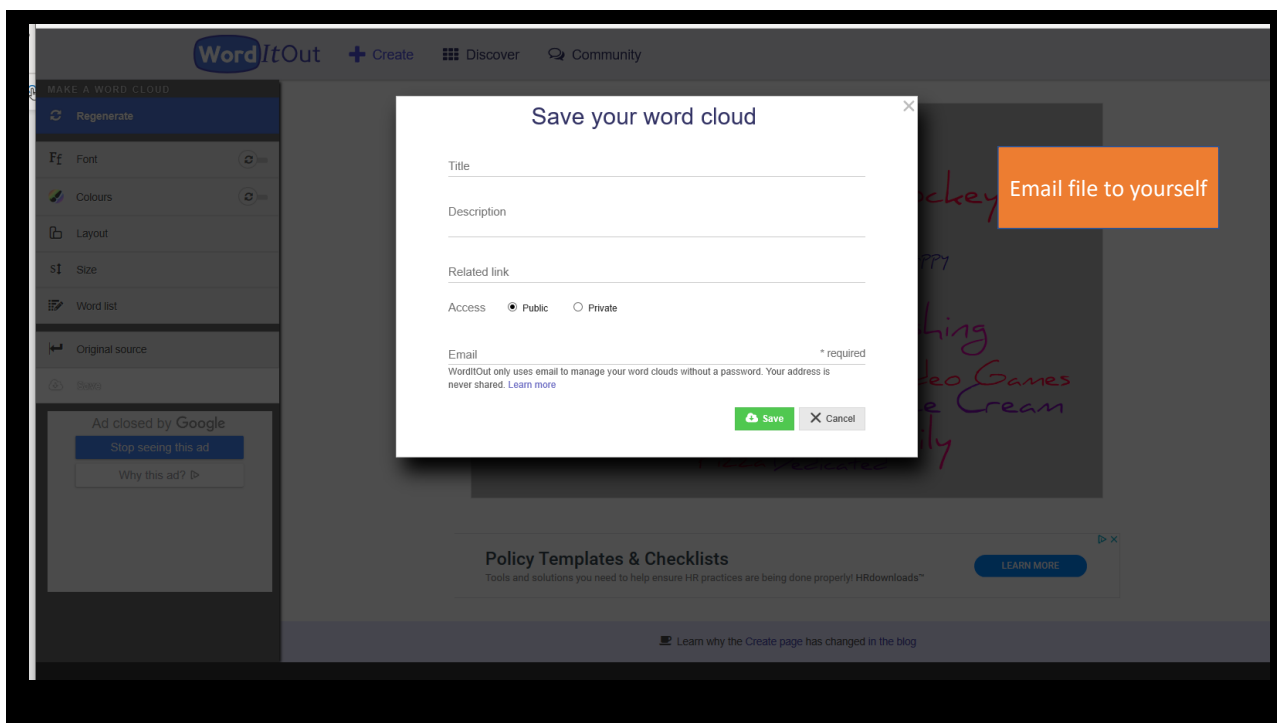 WordItOut Create Discover Community
MAKE A WORD CLOUD
Regenerate
Ff Font
Colours
Layout
Size
Word list
Original source
Save
Ad closed by Google
Stop seeing this ad
Why this ad?
Save your word cloud
Title
Description
Related link
Access Public Private
Email * required
WordItOut only uses email to manage your word clouds without a password. Your address is
never shared. Learn more
Save Cancel
Email file to yourself
Games
Cream
Policy Templates & Checklists
Tools and solutions you need to help ensure HR practices are being done properly! HRdownloads™
LEARN MORE
Learn why the Create page has changed in the blog